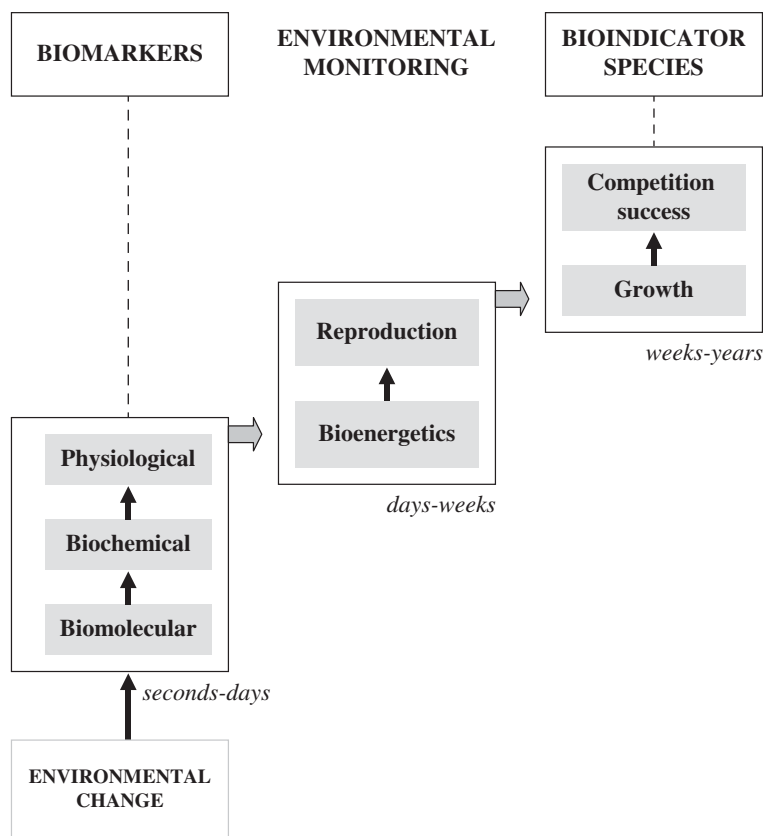 BIOMARKERS
ENVIRONMENTAL
MONITORING
BIOINDICATOR
SPECIES
Competition
success
Growth
weeks-years
Reproduction
Bioenergetics
days-weeks
Physiological
Biochemical
Biomolecular
seconds-days
ENVIRONMENTAL
CHANGE